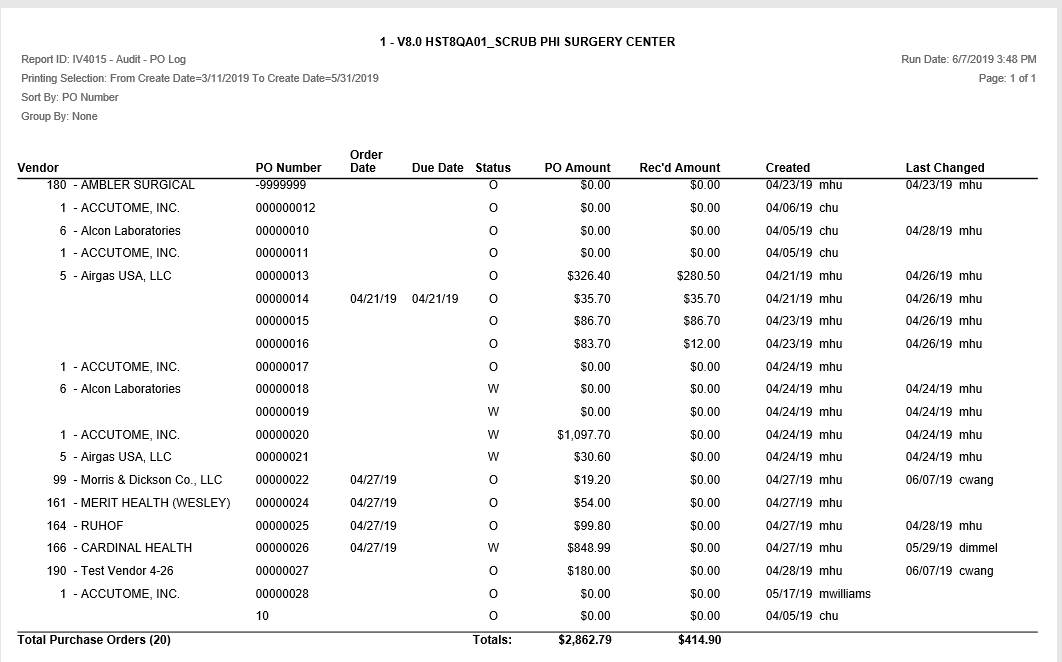 1 - V8.0 HST8QA01_SCRUB PHI SURGERY CENTER
Report ID: IV4015 - Audit - PO Log Run Date: 6/7/2019 3:48 PM
Printing Selection: From Create Date=3/11/2019 To Create Date=5/31/2019 Page: 1 of 1
Sort By: PO Number
Group By: None
Order
Vendor PO Number Date Due Date Status PO Amount Rec'd Amount Created Last Changed
180 - AMBLER SURGICAL -9999999 O $0.00 $0.00 04/23/19 mhu 04/23/19 mhu
1 - ACCUTOME, INC. 000000012 O $0.00 $0.00 04/06/19 chu
6 - Alcon Laboratories 00000010 O $0.00 $0.00 04/05/19 chu 04/28/19 mhu
1 - ACCUTOME, INC. 00000011 O $0.00 $0.00 04/05/19 chu
5 - Airgas USA, LLC 00000013 O $326.40 $280.50 04/21/19 mhu 04/26/19 mhu
00000014 04/21/19 04/21/19 O $35.70 $35.70 04/21/19 mhu 04/26/19 mhu
00000015 O $86.70 $86.70 04/23/19 mhu 04/26/19 mhu
00000016 O $83.70 $12.00 04/23/19 mhu 04/26/19 mhu
1 - ACCUTOME, INC. 00000017 O $0.00 $0.00 04/24/19 mhu
6 - Alcon Laboratories 00000018 W $0.00 $0.00 04/24/19 mhu 04/24/19 mhu
00000019 W $0.00 $0.00 04/24/19 mhu 04/24/19 mhu
1 - ACCUTOME, INC. 00000020 W $1,097.70 $0.00 04/24/19 mhu 04/24/19 mhu
5 - Airgas USA, LLC 00000021 W $30.60 $0.00 04/24/19 mhu 04/24/19 mhu
99 - Morris & Dickson Co., LLC 00000022 04/27/19 O $19.20 $0.00 04/27/19 mhu 06/07/19 cwang
161 - MERIT HEALTH (WESLEY) 00000024 04/27/19 O $54.00 $0.00 04/27/19 mhu
164 - RUHOF 00000025 04/27/19 O $99.80 $0.00 04/27/19 mhu 04/28/19 mhu
166 - CARDINAL HEALTH 00000026 04/27/19 W $848.99 $0.00 04/27/19 mhu 05/29/19 dimmel
190 - Test Vendor 4-26 00000027 O $180.00 $0.00 04/28/19 mhu 06/07/19 cwang
1 - ACCUTOME, INC. 00000028 O $0.00 $0.00 05/17/19 mwilliams
10 O $0.00 $0.00 04/05/19 chu
Total Purchase Orders (20) Totals: $2,862.79 $414.90